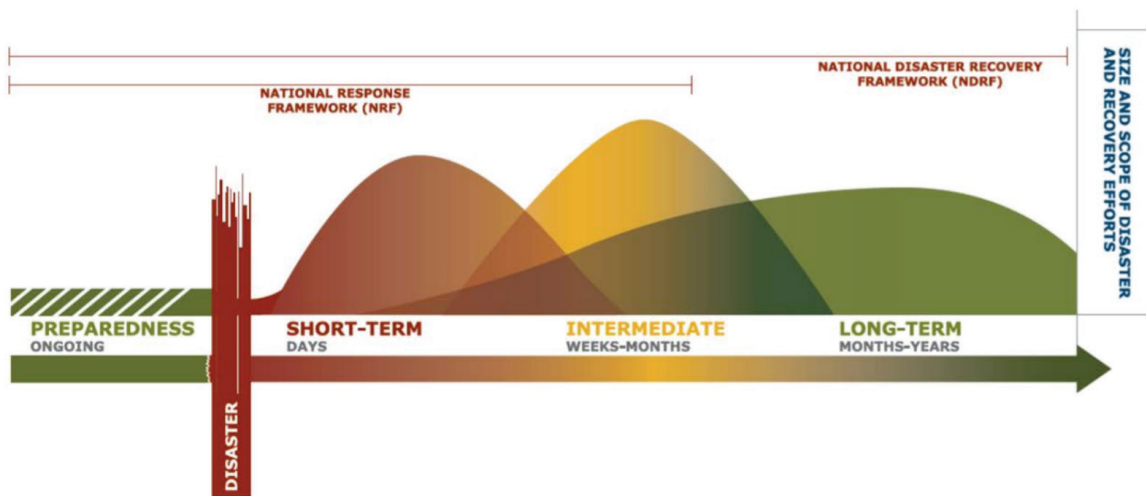 NATIONAL DISASTER RECOVERY
FRAMEWORK (NDRF)
NATIONAL RESPONSE
FRAMEWORK (NRF)
SIZE AND SCOPE OF DISASTER
AND RECOVERY EFFORTS
PREPAREDNESS
ONGOING
SHORT-TERM
DAYS
INTERMEDIATE
WEEKS-MONTHS
LONG-TERM
MONTHS-YEARS
DISASTER